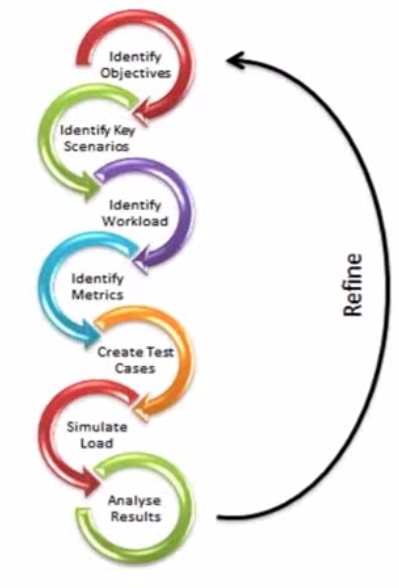 Identify
Objectives
Identify Key
Scenarios
Identify
Workload
Identify
Metrics
Create Test
Cases
Simulate
Load
Analyse
Results
Refine